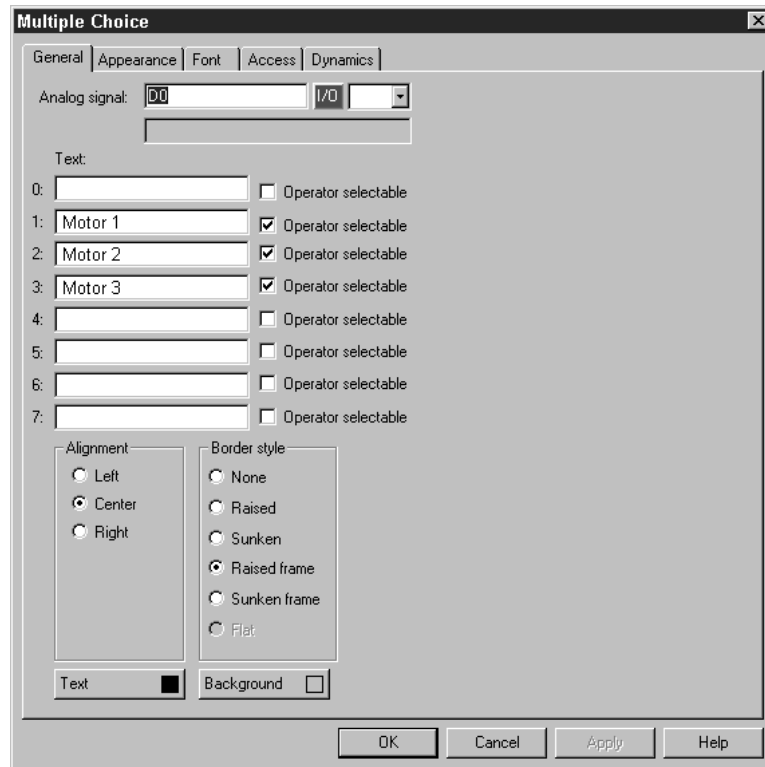 Multiple Choice
General Appearance Font Access Dynamics
Analog signal: D0 I/O
Text:
0: Operator selectable
1: Motor 1 Operator selectable
2: Motor 2 Operator selectable
3: Motor 3 Operator selectable
4: Operator selectable
5: Operator selectable
6: Operator selectable
7: Operator selectable
Alignment
Left
Center
Right
Border style
None
Raised
Sunken
Raised frame
Sunken frame
Flat
Text Background
OK Cancel Apply Help